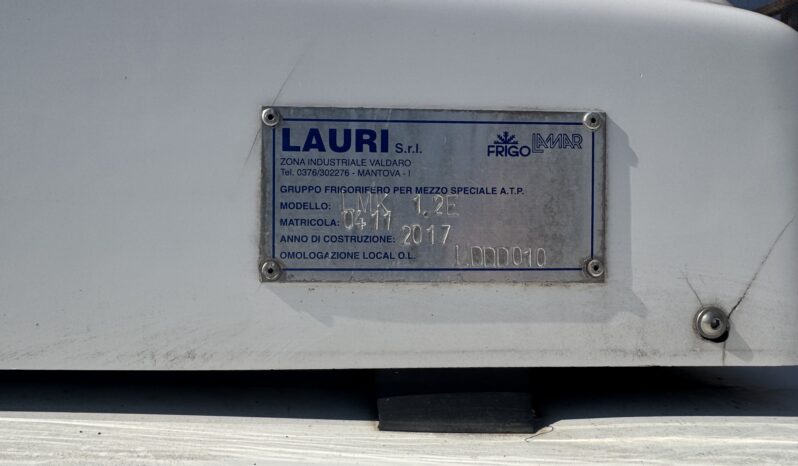 LAURI S.r.l.
FRIGO LAMAR
ZONA INDUSTRIALE VALDARO
Tel. 0376/302276 - MANTOVA - I
GRUPPO FRIGORIFERO PER MEZZO SPECIALE A.T.P.
MODELLO: LMK 1.2E
MATRICOLA: 0411
ANNO DI COSTRUZIONE: 2017
OMOLOGAZIONE LOCAL O.L.